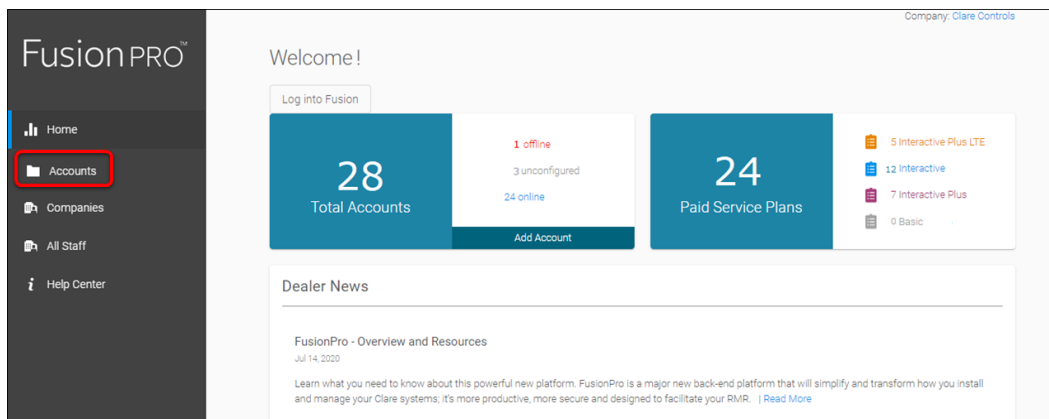 Company: Clare Controls
FusionPRO™
Welcome!
Log into Fusion
Home
Accounts
Companies
All Staff
Help Center
28
Total Accounts
1 offline
3 unconfigured
24 online
Add Account
24
Paid Service Plans
5 Interactive Plus LTE
12 Interactive
7 Interactive Plus
0 Basic
Dealer News
FusionPro - Overview and Resources
Jul 14, 2020
Learn what you need to know about this powerful new platform. FusionPro is a major new back-end platform that will simplify and transform how you install
and manage your Clare systems; it's more productive, more secure and designed to facilitate your RMR. | Read More